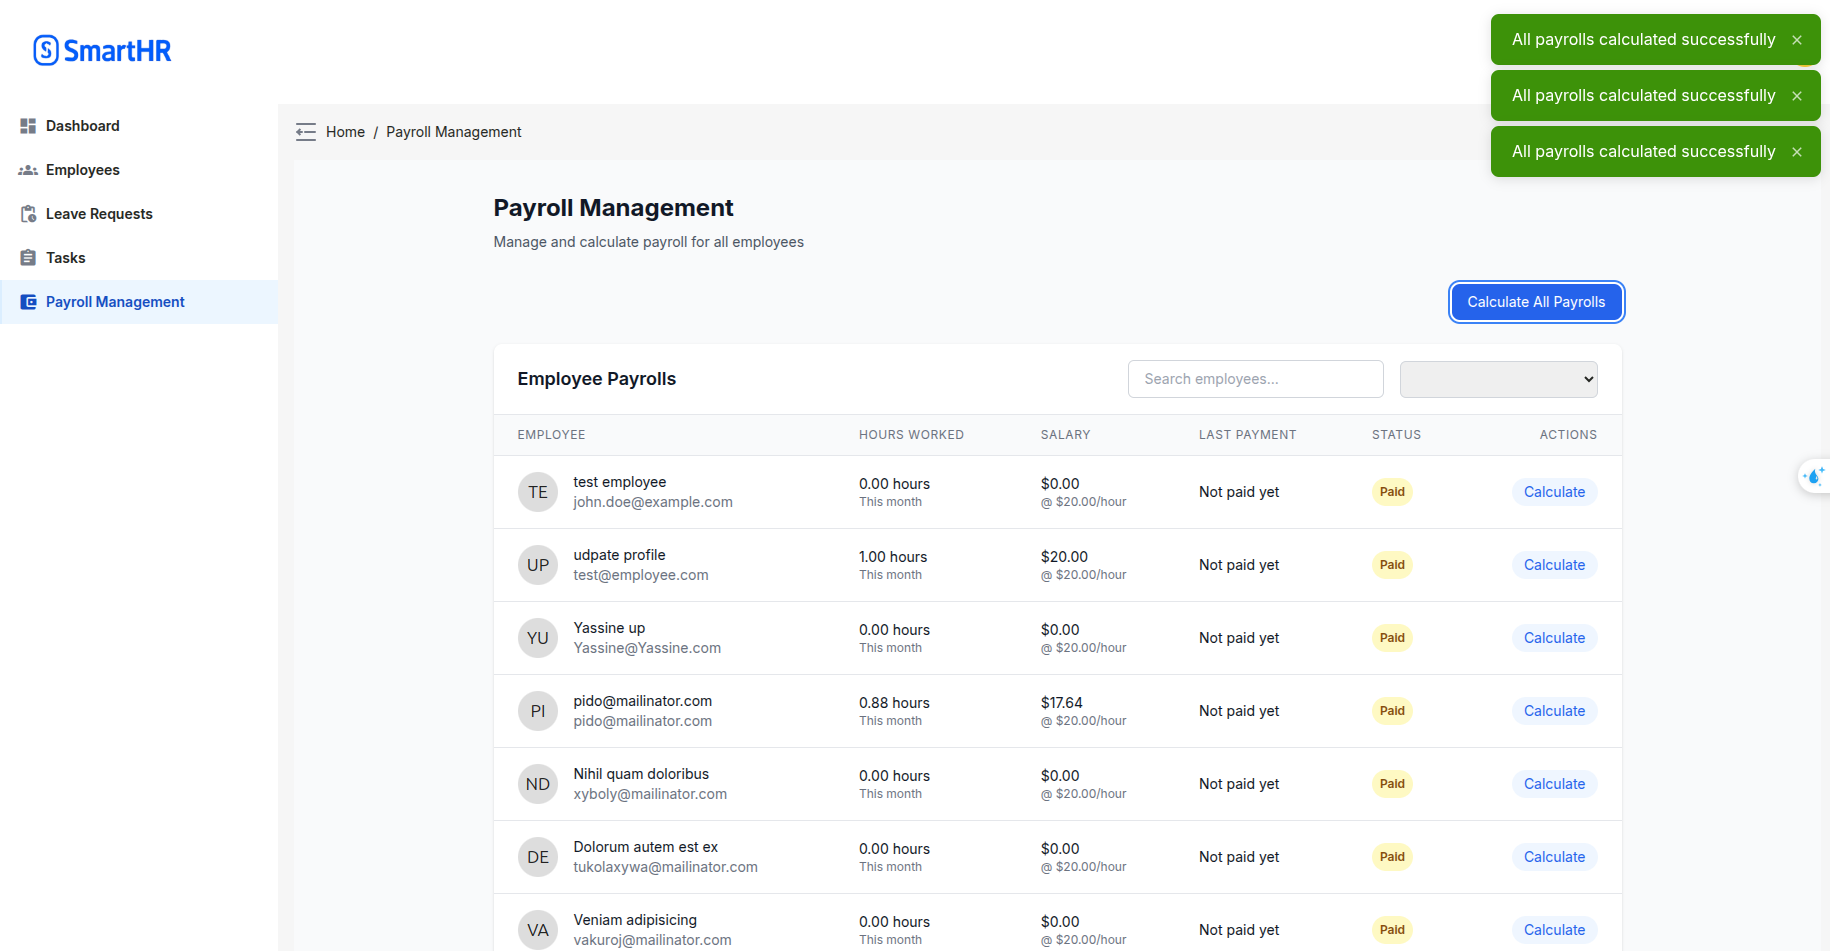 SmartHR
All payrolls calculated successfully ×
All payrolls calculated successfully ×
All payrolls calculated successfully ×
Dashboard
Employees
Leave Requests
Tasks
Payroll Management
Home / Payroll Management
Payroll Management
Manage and calculate payroll for all employees
Calculate All Payrolls
Employee Payrolls
Search employees...
EMPLOYEE HOURS WORKED SALARY LAST PAYMENT STATUS ACTIONS
TE test employee 0.00 hours $0.00 Not paid yet Paid Calculate
john.doe@example.com This month @ $20.00/hour
UP udpate profile 1.00 hours $20.00 Not paid yet Paid Calculate
test@employee.com This month @ $20.00/hour
YU Yassine up 0.00 hours $0.00 Not paid yet Paid Calculate
Yassine@Yassine.com This month @ $20.00/hour
PI pido@mailinator.com 0.88 hours $17.64 Not paid yet Paid Calculate
pido@mailinator.com This month @ $20.00/hour
ND Nihil quam doloribus 0.00 hours $0.00 Not paid yet Paid Calculate
xyboly@mailinator.com This month @ $20.00/hour
DE Dolorum autem est ex 0.00 hours $0.00 Not paid yet Paid Calculate
tukolaxywa@mailinator.com This month @ $20.00/hour
VA Veniam adipisicing 0.00 hours $0.00 Not paid yet Paid Calculate
vakuroj@mailinator.com This month @ $20.00/hour